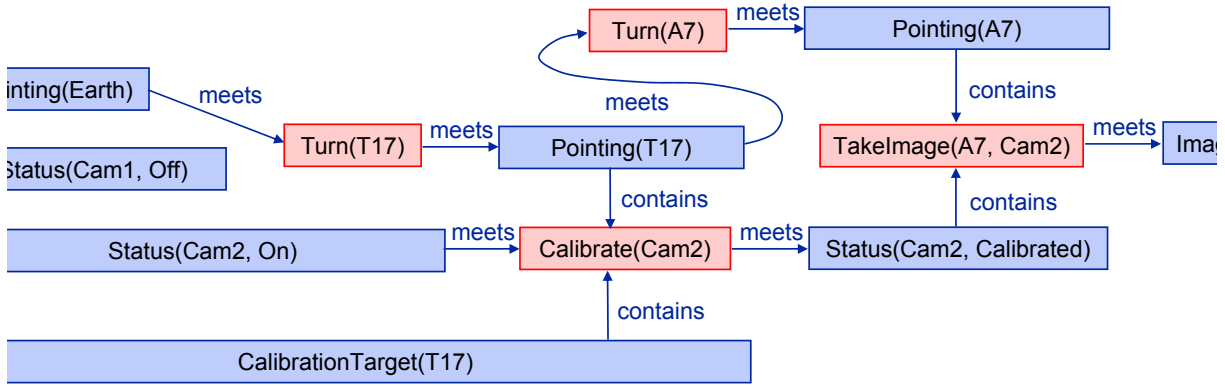 Turn(A7)
meets
Pointing(A7)
inting(Earth)
meets
meets
contains
Turn(T17)
meets
Pointing(T17)
TakeImage(A7, Cam2)
meets
Imag
Status(Cam1, Off)
contains
contains
Status(Cam2, On)
meets
Calibrate(Cam2)
meets
Status(Cam2, Calibrated)
contains
CalibrationTarget(T17)